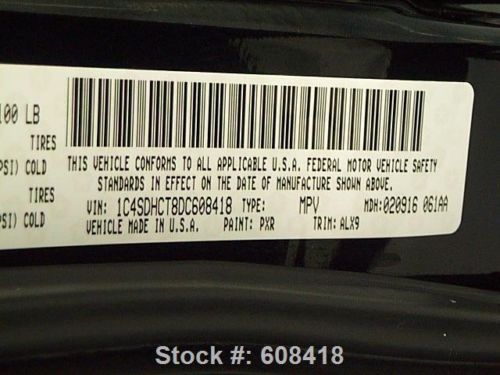 100 LB
TIRES
PSI) COLD
TIRES
PSI) COLD
THIS VEHICLE CONFORMS TO ALL APPLICABLE U.S.A. FEDERAL MOTOR VEHICLE SAFETY
STANDARDS IN EFFECT ON THE DATE OF MANUFACTURE SHOWN ABOVE.
VIN: 1C4SDHCT8DC608418 TYPE: MPV MDH: 020916 061AA
VEHICLE MADE IN U.S.A. PAINT: PXR TRIM: ALX9
Stock #: 608418